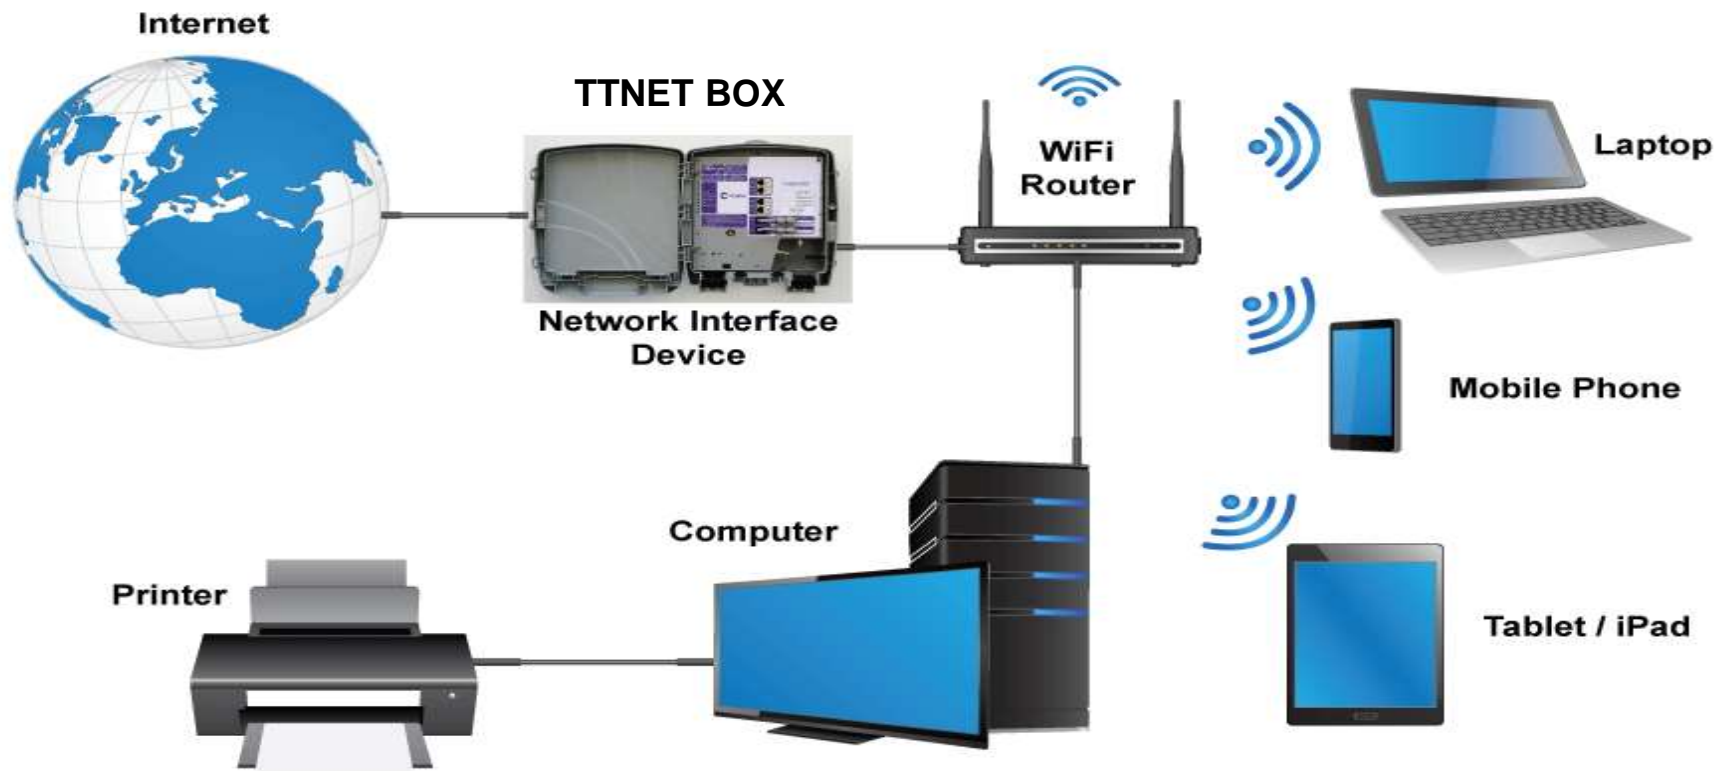 Internet
TTNET BOX
WiFi
Router
Laptop
Network Interface
Device
Mobile Phone
Computer
Printer
Tablet / iPad